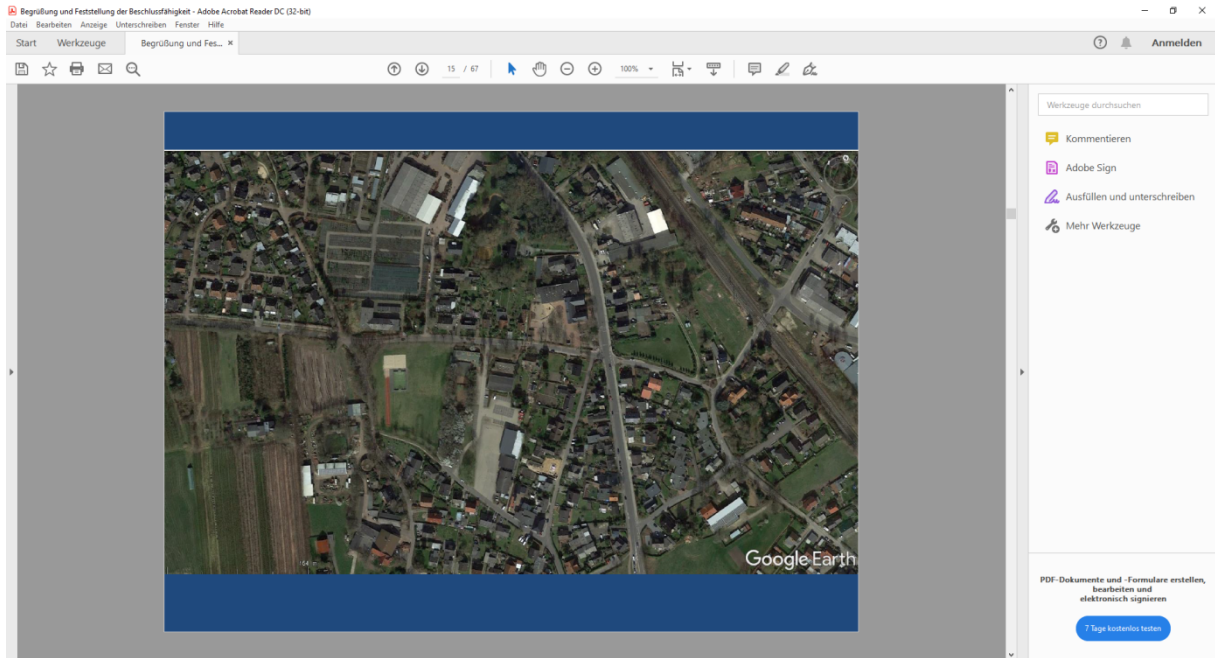 Begrüßung und Feststellung der Beschlussfähigkeit - Adobe Acrobat Reader DC (32-bit)
Datei Bearbeiten Anzeige Unterschreiben Fenster Hilfe
Start Werkzeuge Begrüßung und Fes... × Anmelden
15 / 67 100%
Werkzeuge durchsuchen
Kommentieren
Adobe Sign
Ausfüllen und unterschreiben
Mehr Werkzeuge
Google Earth
PDF-Dokumente und -Formulare erstellen,
bearbeiten und
elektronisch signieren
7 Tage kostenlos testen